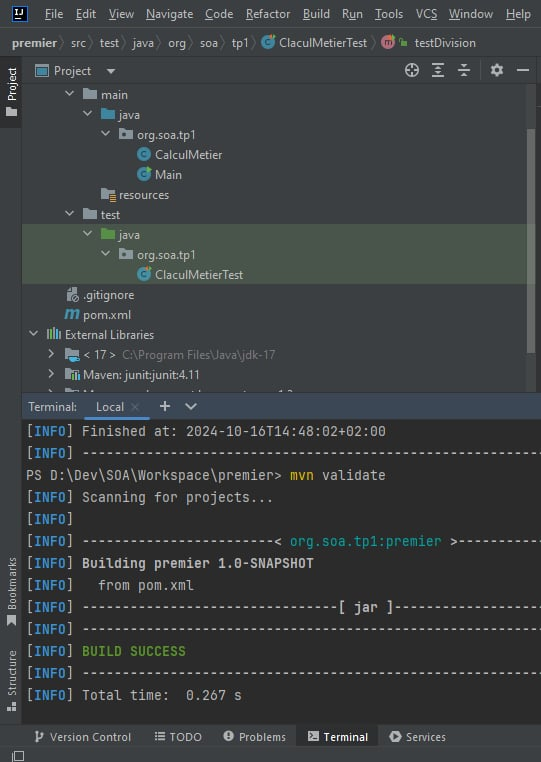 File Edit View Navigate Code Refactor Build Run Tools VCS Window Help
premier src test java org soa tp1 ClaculMetierTest testDivision
Project
Project
main
java
org.soa.tp1
CalculMetier
Main
resources
test
java
org.soa.tp1
ClaculMetierTest
.gitignore
pom.xml
External Libraries
< 17 > C:\Program Files\Java\jdk-17
Maven: junit:junit:4.11
Terminal: Local
[INFO] Finished at: 2024-10-16T14:48:02+02:00
[INFO] ------------------------------------------------
PS D:\Dev\SOA\Workspace\premier> mvn validate
[INFO] Scanning for projects...
[INFO]
[INFO] ----------------------< org.soa.tp1:premier >----------
[INFO] Building premier 1.0-SNAPSHOT
[INFO]   from pom.xml
[INFO] --------------------------------[ jar ]---------------
[INFO] ------------------------------------------------
[INFO] BUILD SUCCESS
[INFO] ------------------------------------------------
[INFO] Total time:  0.267 s
Bookmarks
Structure
Version Control TODO Problems Terminal Services